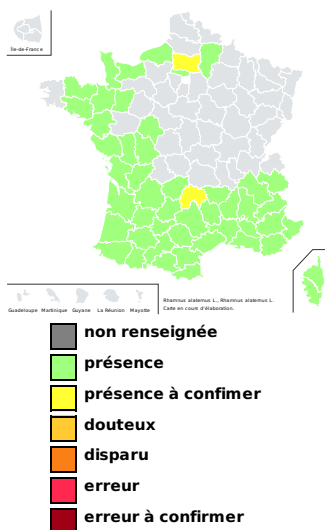 Île-de-France
Guadeloupe Martinique Guyane La Réunion Mayotte
Rhamnus alaternus L., Rhamnus alaternus L.
Carte en cours d'élaboration.
non renseignée
présence
présence à confimer
douteux
disparu
erreur
erreur à confirmer